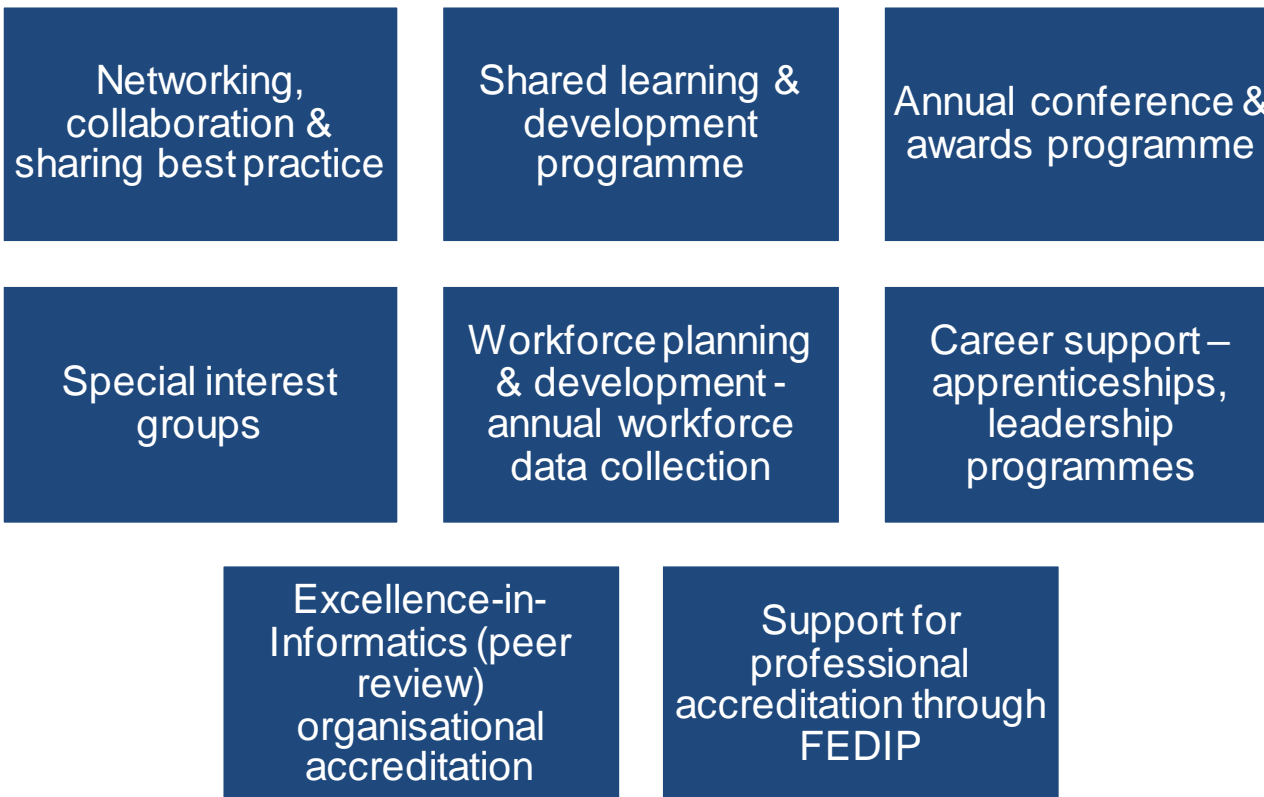 Networking,
collaboration &
sharing best practice
Shared learning &
development
programme
Annual conference &
awards programme
Special interest
groups
Workforce planning
& development -
annual workforce
data collection
Career support –
apprenticeships,
leadership
programmes
Excellence-in-
Informatics (peer
review)
organisational
accreditation
Support for
professional
accreditation through
FEDIP